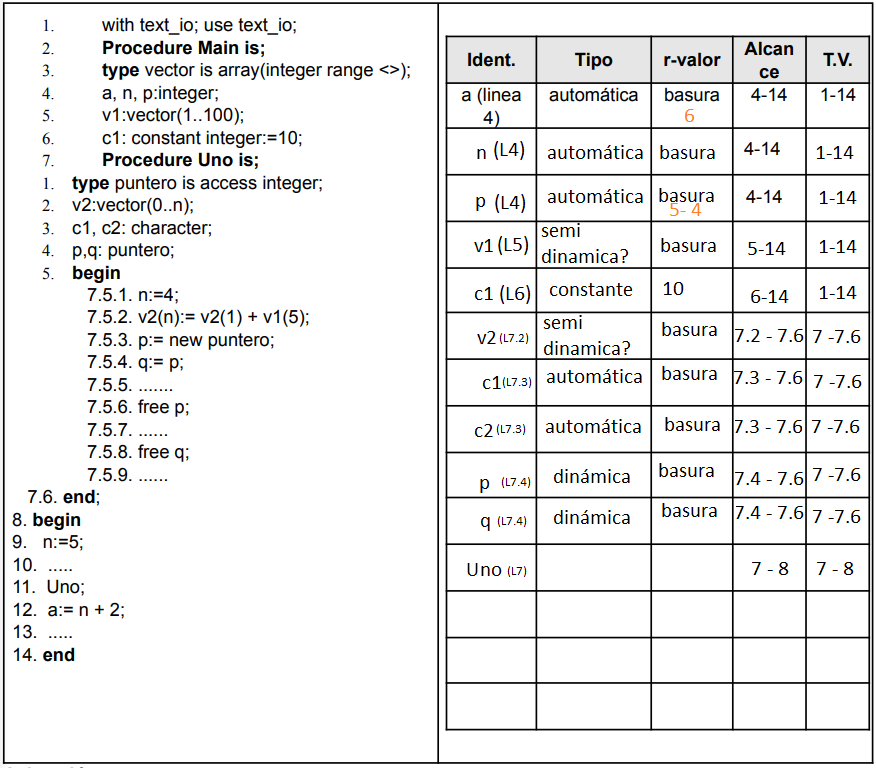 1. with text_io; use text_io;
2. Procedure Main is;
3. type vector is array(integer range <>);
4. a, n, p:integer;
5. v1:vector(1..100);
6. c1: constant integer:=10;
7. Procedure Uno is;
1. type puntero is access integer;
2. v2:vector(0..n);
3. c1, c2: character;
4. p,q: puntero;
5. begin
7.5.1. n:=4;
7.5.2. v2(n):= v2(1) + v1(5);
7.5.3. p:= new puntero;
7.5.4. q:= p;
7.5.5. .......
7.5.6. free p;
7.5.7. ......
7.5.8. free q;
7.5.9. ......
7.6. end;
8. begin
9. n:=5;
10. .....
11. Uno;
12. a:= n + 2;
13. .....
14. end
Ident. Tipo r-valor Alcan
ce T.V.
a (linea
4) automática basura
6 4-14 1-14
n (L4) automática basura 4-14 1-14
p (L4) automática basura
5- 4 4-14 1-14
v1 (L5) semi
dinamica? basura 5-14 1-14
c1 (L6) constante 10 6-14 1-14
v2 (L7.2) semi
dinamica? basura 7.2 - 7.6 7 -7.6
c1(L7.3) automática basura 7.3 - 7.6 7 -7.6
c2 (L7.3) automática basura 7.3 - 7.6 7 -7.6
p (L7.4) dinámica basura 7.4 - 7.6 7 -7.6
q (L7.4) dinámica basura 7.4 - 7.6 7 -7.6
Uno (L7) 7 - 8 7 - 8